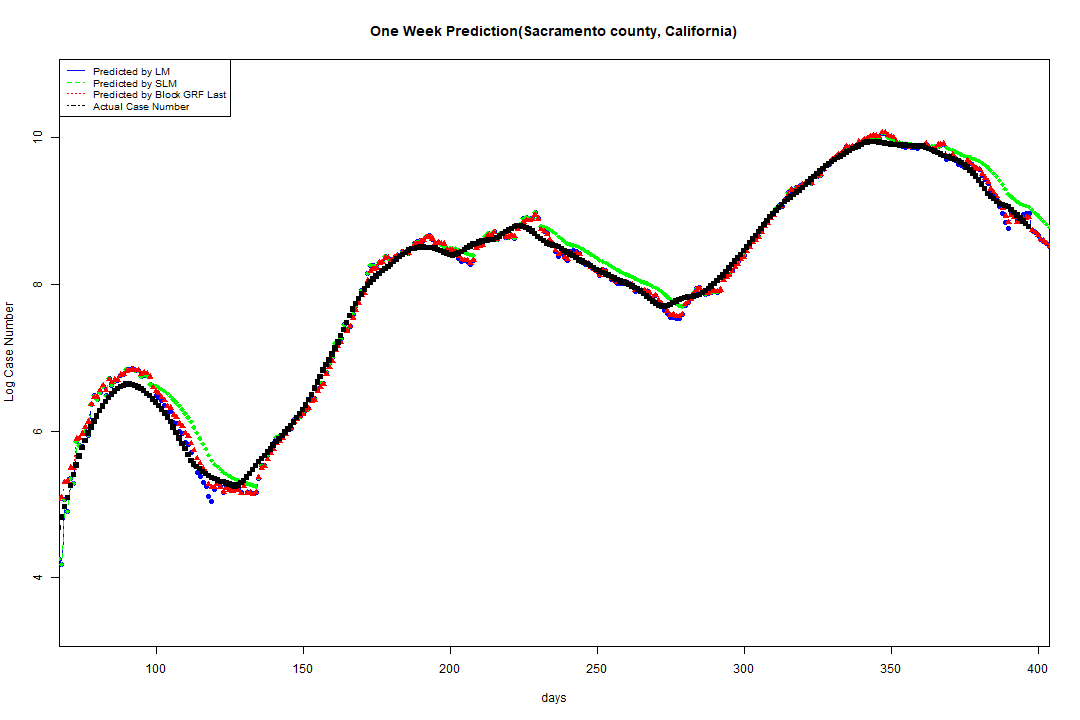 One Week Prediction(Sacramento county, California)
Predicted by LM
Predicted by SLM
Predicted by Block GRF Last
Actual Case Number
Log Case Number
10
8
6
4
100 150 200 250 300 350 400
days